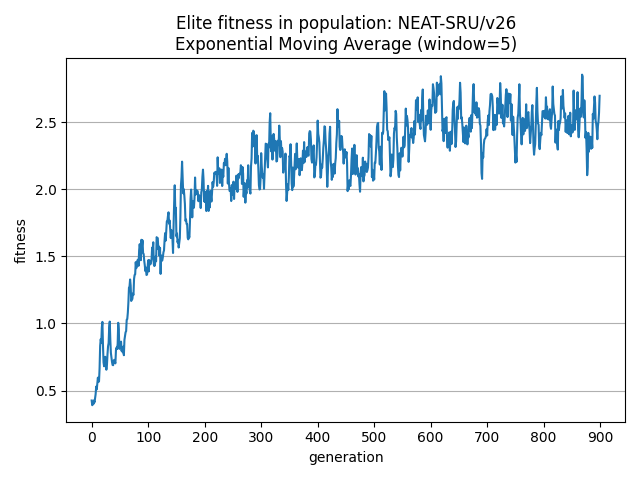 Elite fitness in population: NEAT-SRU/v26
Exponential Moving Average (window=5)
fitness
2.5
2.0
1.5
1.0
0.5
0 100 200 300 400 500 600 700 800 900
generation